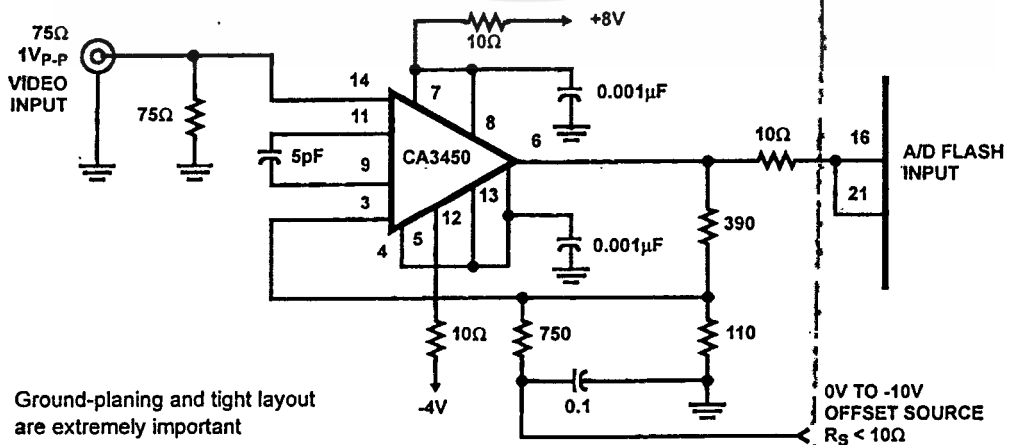 75Ω
1VP-P
VIDEO
INPUT
75Ω
5pF
14
11
9
3
4
5
12
13
7
8
6
CA3450
10Ω
+8V
0.001µF
0.001µF
10Ω
-4V
750
0.1
390
110
10Ω
16
21
A/D FLASH
INPUT
0V TO -10V
OFFSET SOURCE
RS < 10Ω
Ground-planing and tight layout
are extremely important